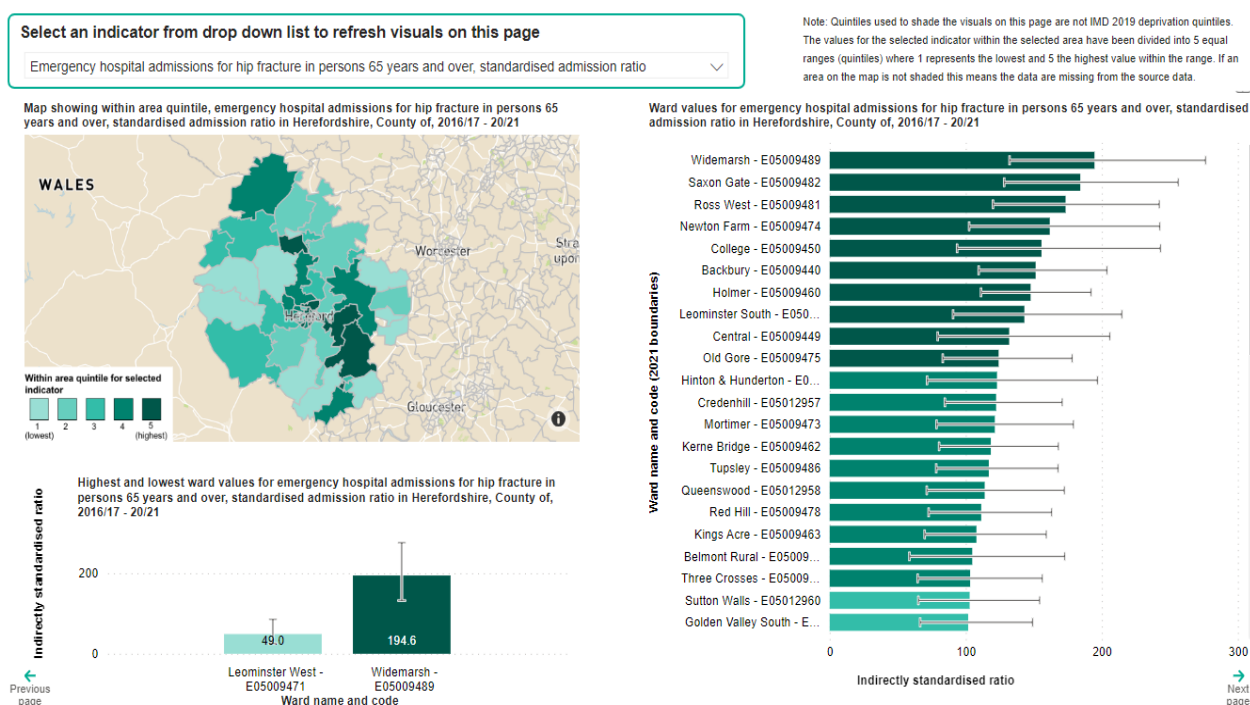 Select an indicator from drop down list to refresh visuals on this page
Emergency hospital admissions for hip fracture in persons 65 years and over, standardised admission ratio
Note: Quintiles used to shade the visuals on this page are not IMD 2019 deprivation quintiles.
The values for the selected indicator within the selected area have been divided into 5 equal
ranges (quintiles) where 1 represents the lowest and 5 the highest value within the range. If an
area on the map is not shaded this means the data are missing from the source data.
Map showing within area quintile, emergency hospital admissions for hip fracture in persons 65
years and over, standardised admission ratio in Herefordshire, County of, 2016/17 - 20/21
WALES
Worcester
Stra
upor
Hereford
Gloucester
Within area quintile for selected
indicator
1 2 3 4 5
(lowest) (highest)
Highest and lowest ward values for emergency hospital admissions for hip fracture in
persons 65 years and over, standardised admission ratio in Herefordshire, County of,
2016/17 - 20/21
Indirectly standardised ratio
200
0
49.0
194.6
Leominster West -
E05009471
Widemarsh -
E05009489
Ward name and code
Previous
page
Ward values for emergency hospital admissions for hip fracture in persons 65 years and over, standardised
admission ratio in Herefordshire, County of, 2016/17 - 20/21
Ward name and code (2021 boundaries)
Widemarsh - E05009489
Saxon Gate - E05009482
Ross West - E05009481
Newton Farm - E05009474
College - E05009450
Backbury - E05009440
Holmer - E05009460
Leominster South - E050...
Central - E05009449
Old Gore - E05009475
Hinton & Hunderton - E0...
Credenhill - E05012957
Mortimer - E05009473
Kerne Bridge - E05009462
Tupsley - E05009486
Queenswood - E05012958
Red Hill - E05009478
Kings Acre - E05009463
Belmont Rural - E05009...
Three Crosses - E05009...
Sutton Walls - E05012960
Golden Valley South - E...
0 100 200 300
Indirectly standardised ratio
Next
page